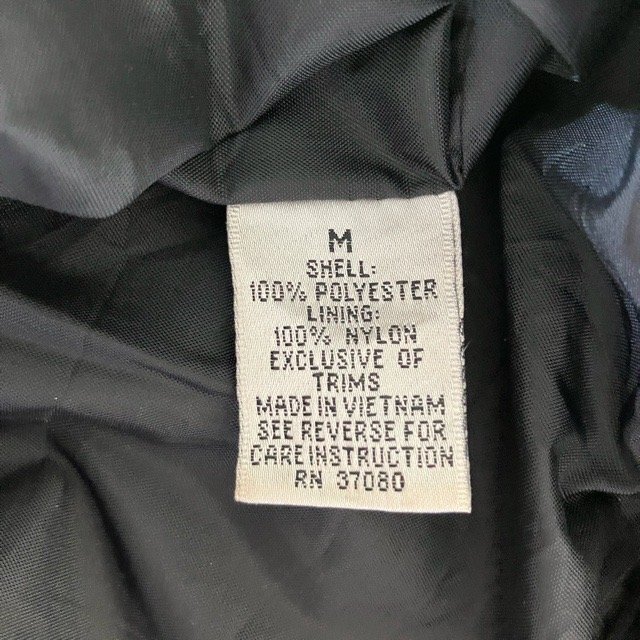 M
SHELL:
100% POLYESTER
LINING:
100% NYLON
EXCLUSIVE OF
TRIMS
MADE IN VIETNAM
SEE REVERSE FOR
CARE INSTRUCTION
RN 37080